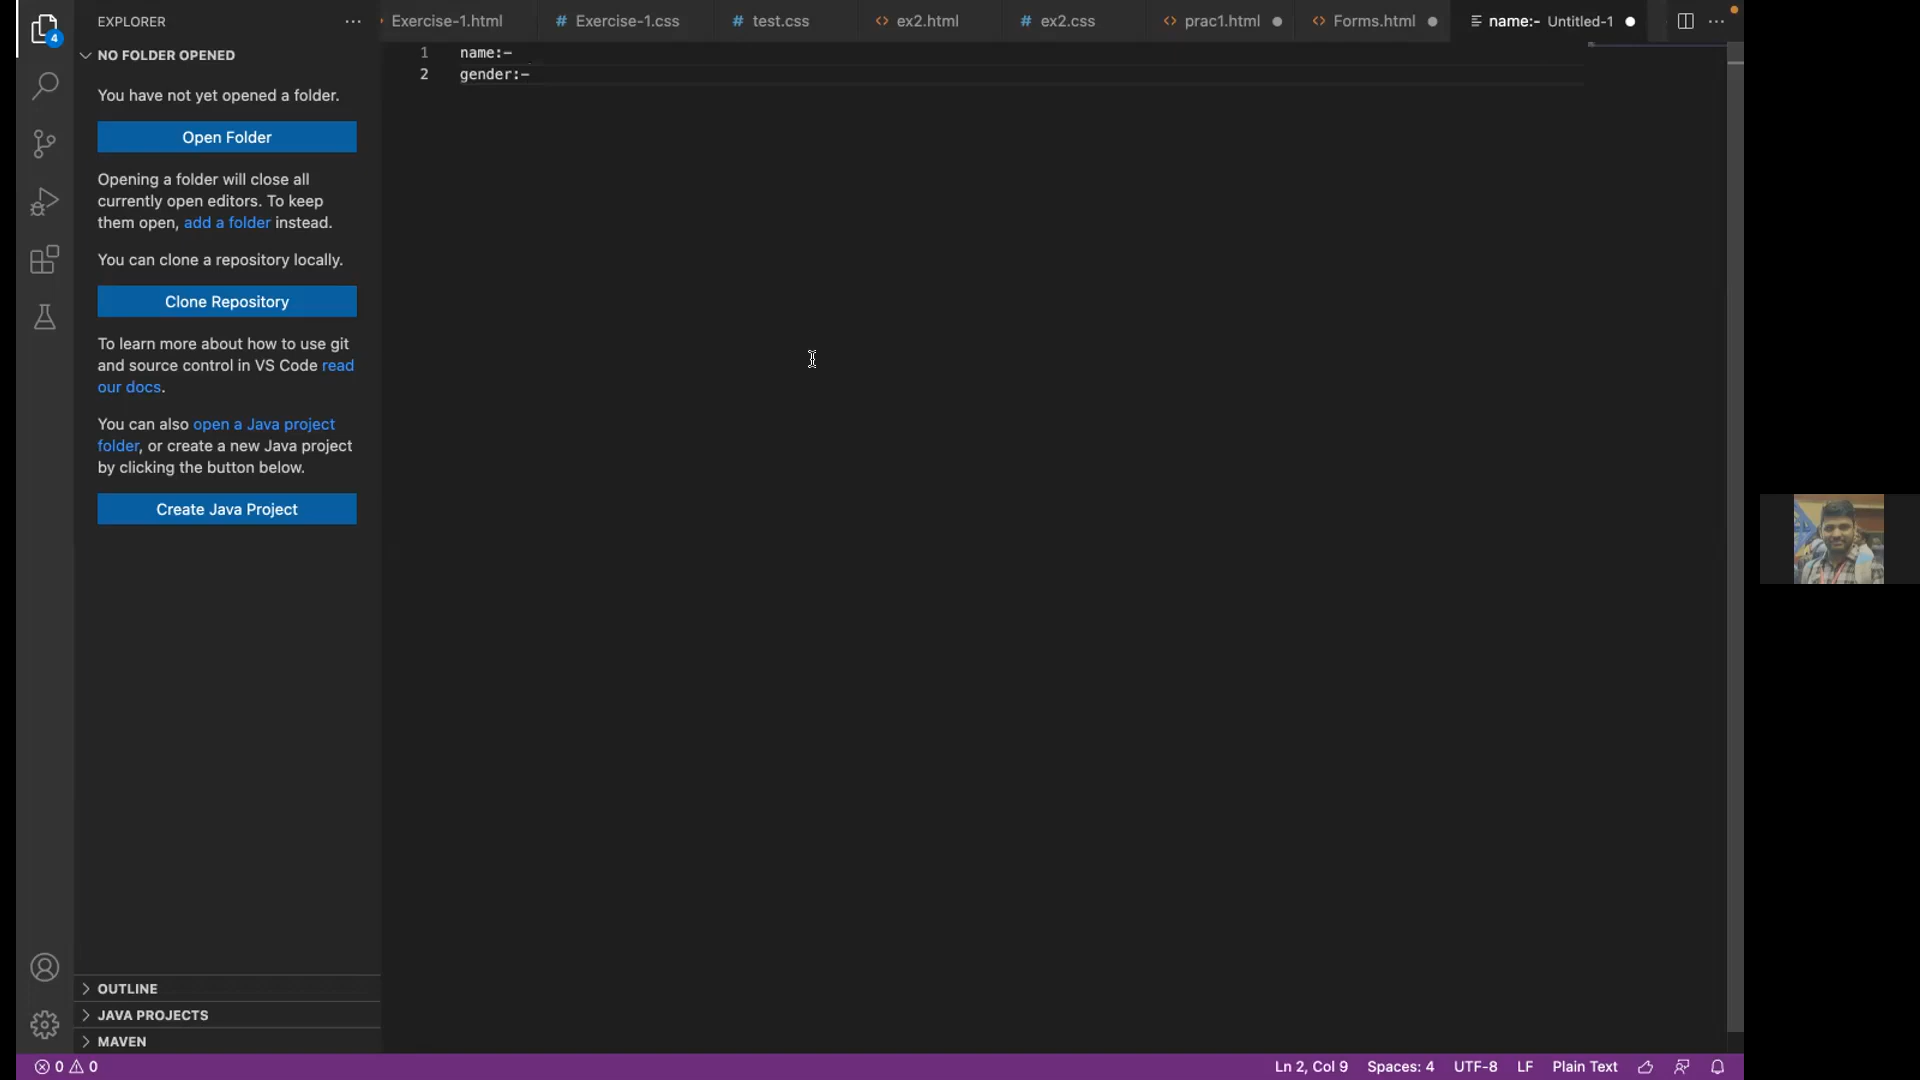 EXPLORER
Exercise-1.html
# Exercise-1.css
# test.css
<> ex2.html
# ex2.css
<> prac1.html
<> Forms.html
name:- Untitled-1
NO FOLDER OPENED
1 name:-
2 gender:-
You have not yet opened a folder.
Open Folder
Opening a folder will close all
currently open editors. To keep
them open, add a folder instead.
You can clone a repository locally.
Clone Repository
To learn more about how to use git
and source control in VS Code read
our docs.
You can also open a Java project
folder, or create a new Java project
by clicking the button below.
Create Java Project
4
OUTLINE
JAVA PROJECTS
MAVEN
0 0
Ln 2, Col 9
Spaces: 4
UTF-8
LF
Plain Text